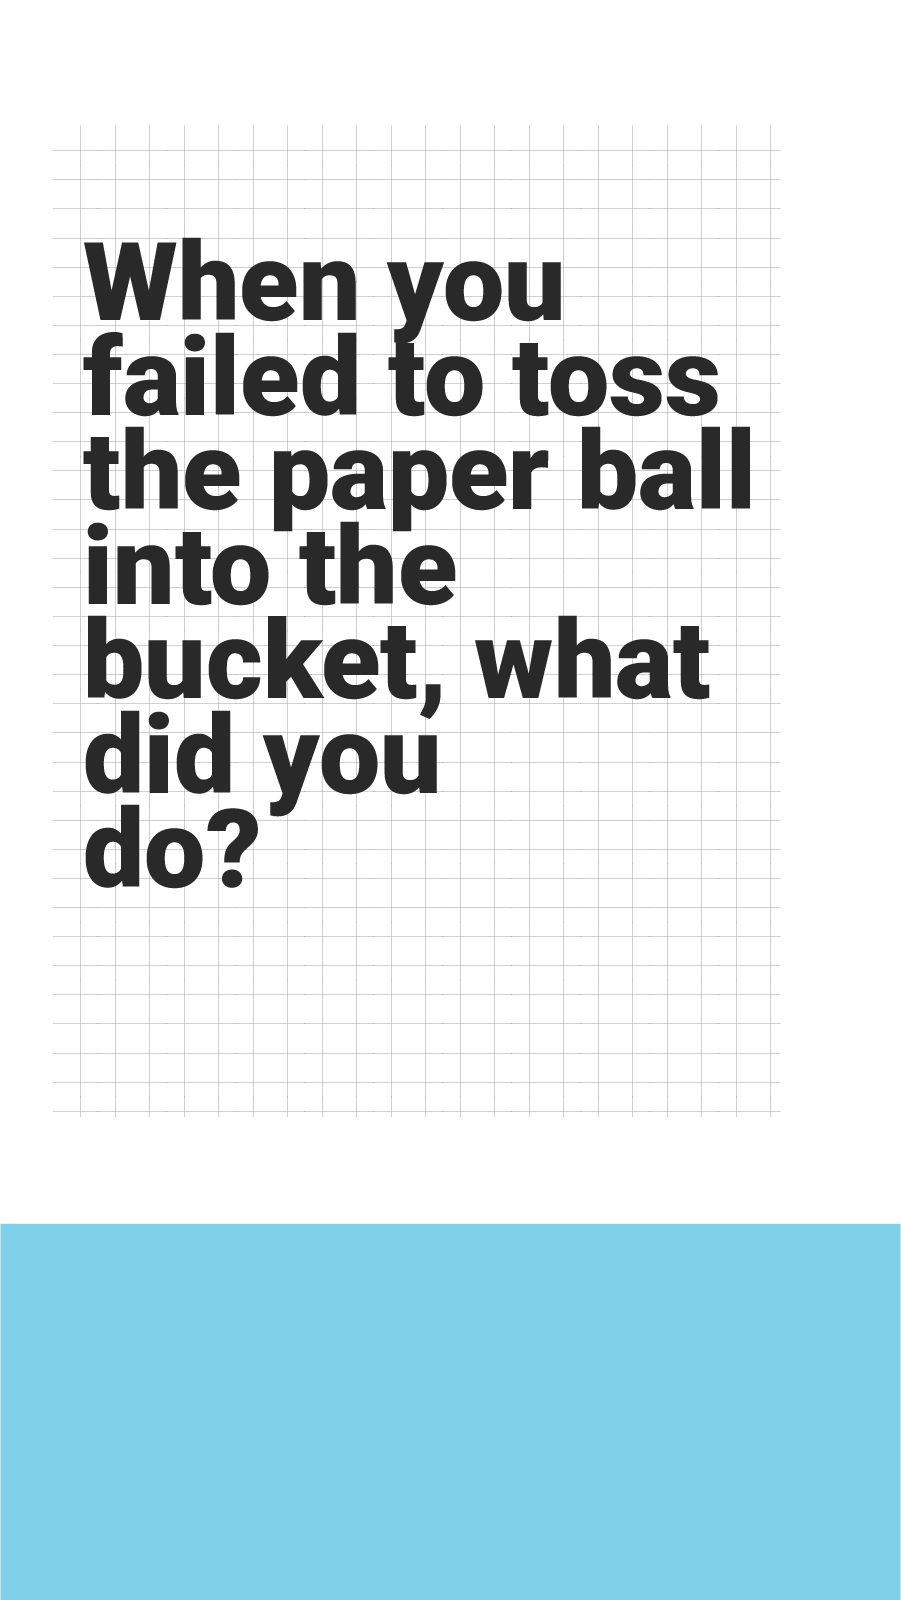 When you
failed to toss
the paper ball
into the
bucket, what
did you
do?